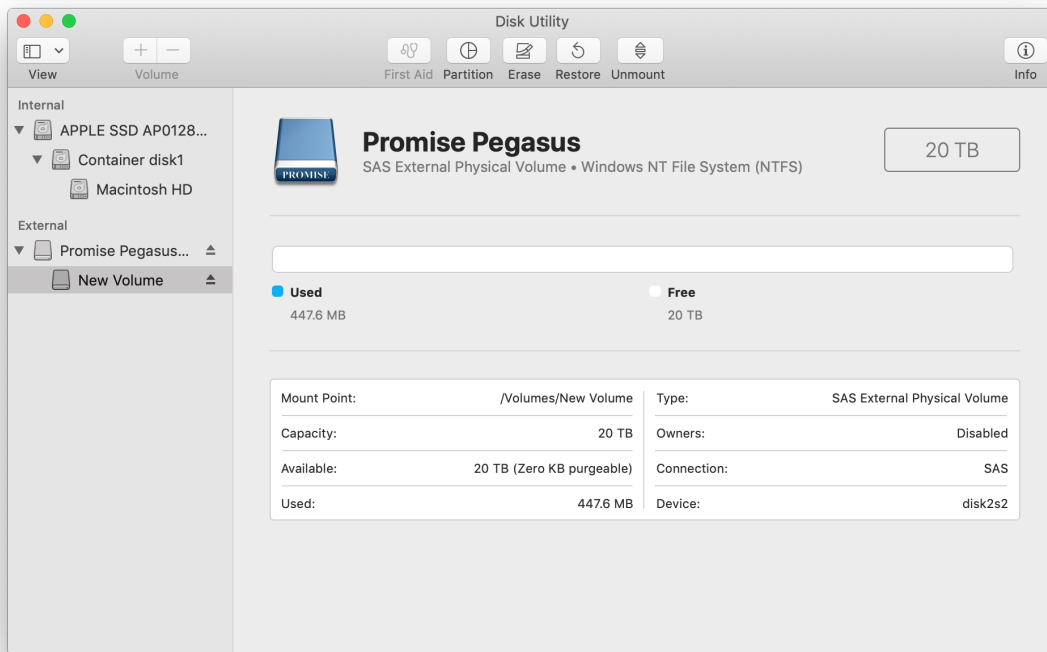 Disk Utility
View
Volume
First Aid
Partition
Erase
Restore
Unmount
Info
Internal
APPLE SSD AP0128...
Container disk1
Macintosh HD
External
Promise Pegasus...
New Volume
PROMISE
Promise Pegasus
SAS External Physical Volume • Windows NT File System (NTFS)
20 TB
Used
447.6 MB
Free
20 TB
Mount Point: /Volumes/New Volume
Capacity: 20 TB
Available: 20 TB (Zero KB purgeable)
Used: 447.6 MB
Type: SAS External Physical Volume
Owners: Disabled
Connection: SAS
Device: disk2s2